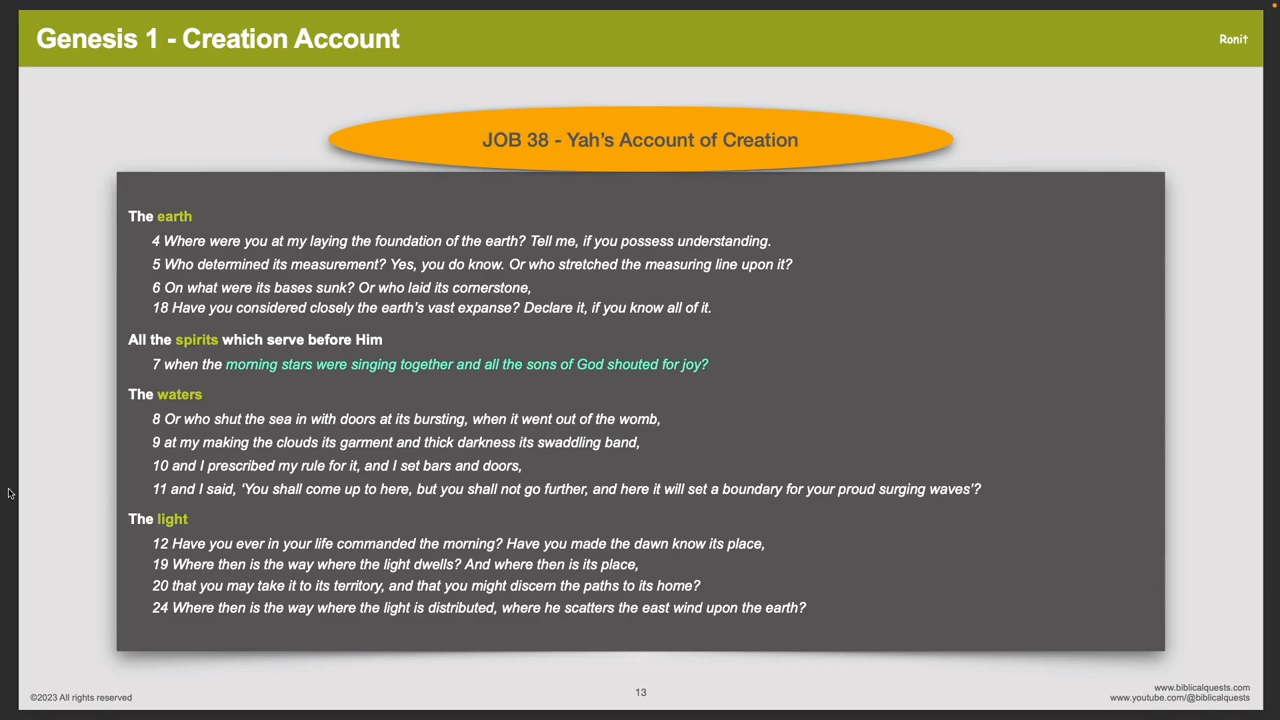 Genesis 1 - Creation Account
Ronit
JOB 38 - Yah’s Account of Creation
The earth
4 Where were you at my laying the foundation of the earth? Tell me, if you possess understanding.
5 Who determined its measurement? Yes, you do know. Or who stretched the measuring line upon it?
6 On what were its bases sunk? Or who laid its cornerstone,
18 Have you considered closely the earth’s vast expanse? Declare it, if you know all of it.
All the spirits which serve before Him
7 when the morning stars were singing together and all the sons of God shouted for joy?
The waters
8 Or who shut the sea in with doors at its bursting, when it went out of the womb,
9 at my making the clouds its garment and thick darkness its swaddling band,
10 and I prescribed my rule for it, and I set bars and doors,
11 and I said, ‘You shall come up to here, but you shall not go further, and here it will set a boundary for your proud surging waves’?
The light
12 Have you ever in your life commanded the morning? Have you made the dawn know its place,
19 Where then is the way where the light dwells? And where then is its place,
20 that you may take it to its territory, and that you might discern the paths to its home?
24 Where then is the way where the light is distributed, where he scatters the east wind upon the earth?
©2023 All rights reserved
13
www.biblicalquests.com
www.youtube.com/@biblicalquests